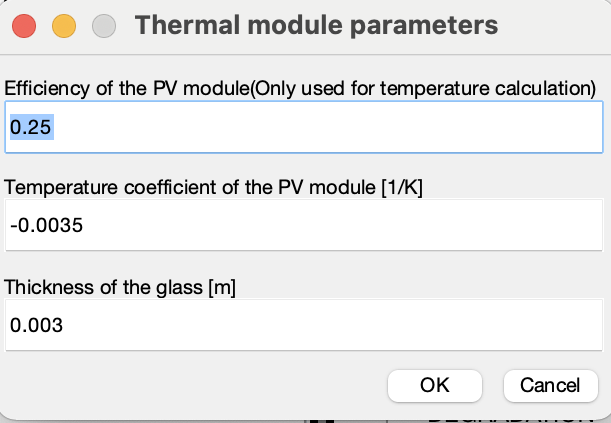 Thermal module parameters
Efficiency of the PV module(Only used for temperature calculation)
0.25
Temperature coefficient of the PV module [1/K]
-0.0035
Thickness of the glass [m]
0.003
OK Cancel